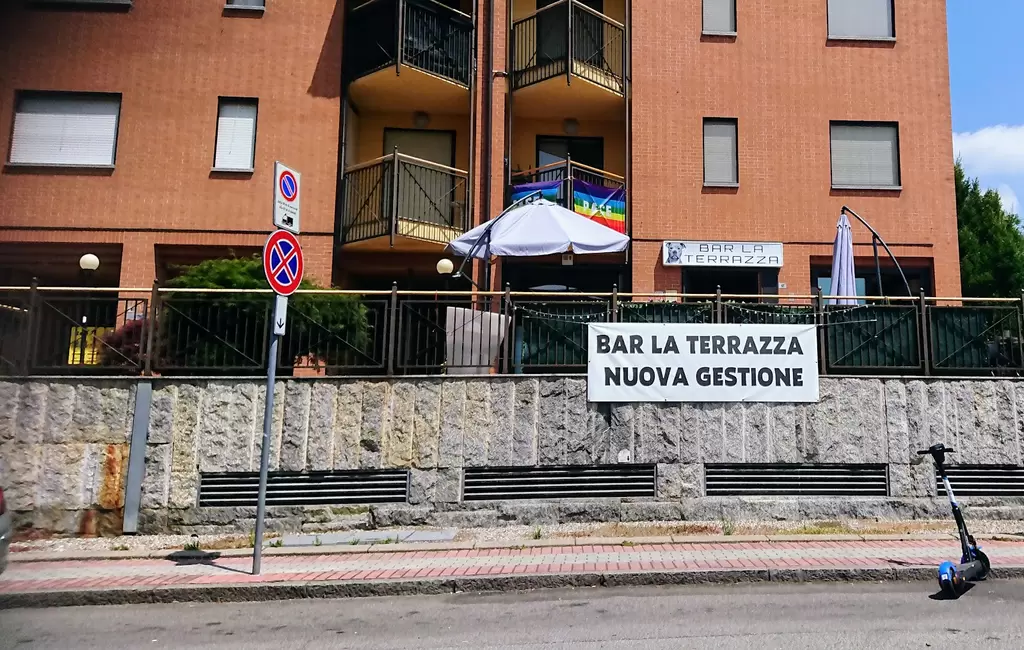 PACE
BAR LA
TERRAZZA
BAR LA TERRAZZA
NUOVA GESTIONE